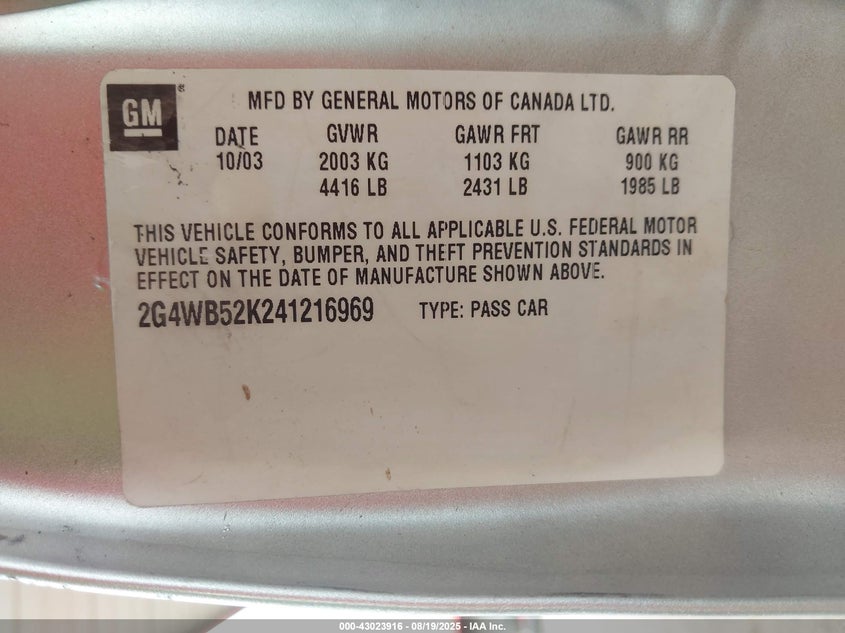 GM
MFD BY GENERAL MOTORS OF CANADA LTD.
DATE GVWR GAWR FRT GAWR RR
10/03 2003 KG 1103 KG 900 KG
4416 LB 2431 LB 1985 LB
THIS VEHICLE CONFORMS TO ALL APPLICABLE U.S. FEDERAL MOTOR
VEHICLE SAFETY, BUMPER, AND THEFT PREVENTION STANDARDS IN
EFFECT ON THE DATE OF MANUFACTURE SHOWN ABOVE.
2G4WB52K241216969 TYPE: PASS CAR
000-43023916 - 08/19/2025 - IAA Inc.